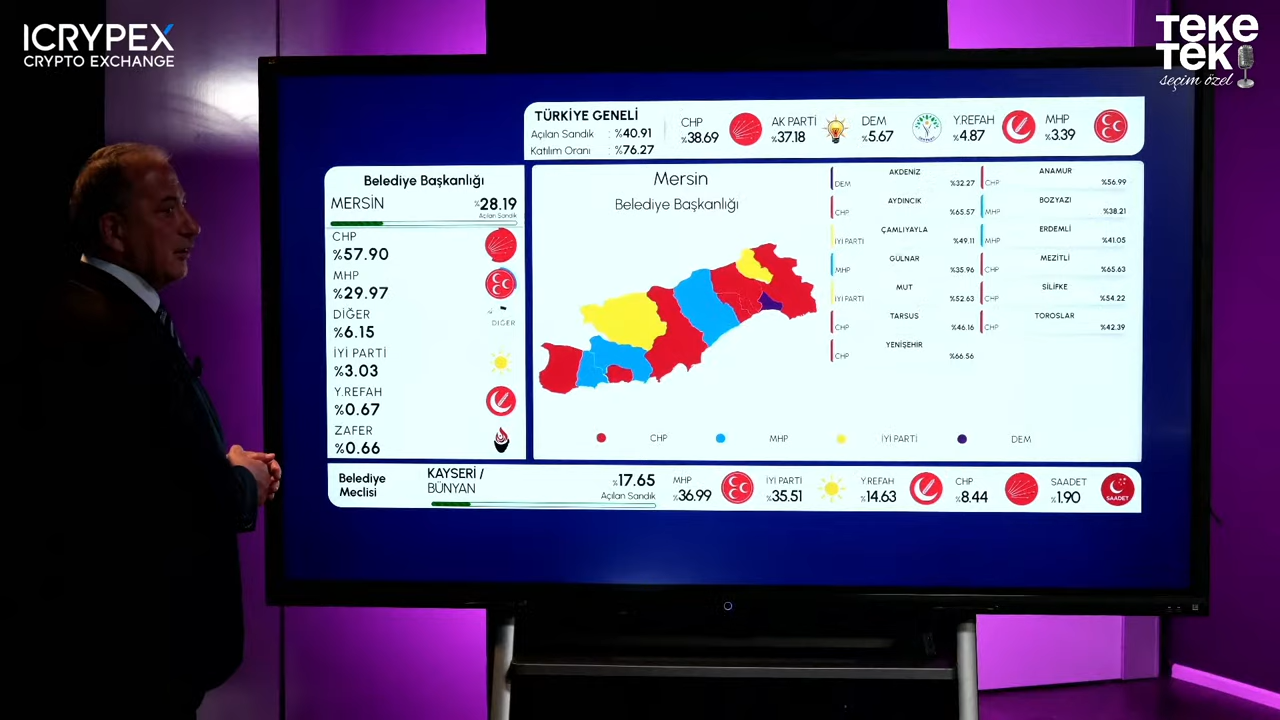 ICRYPEX
CRYPTO EXCHANGE
TEKE
TEK
seçim özel
TÜRKİYE GENELİ
Açılan Sandık : %40.91
Katılım Oranı : %76.27
CHP
%38.69
AK PARTİ
%37.18
DEM
%5.67
Y.REFAH
%4.87
MHP
%3.39
Belediye Başkanlığı
MERSİN %28.19
Açılan Sandık
CHP
%57.90
MHP
%29.97
DİĞER
%6.15
DİĞER
İYİ PARTİ
%3.03
Y.REFAH
%0.67
ZAFER
%0.66
Mersin
Belediye Başkanlığı
AKDENİZ
DEM %32.27
AYDINCIK
CHP %65.57
ÇAMLIYAYLA
İYİ PARTİ %49.11
GÜLNAR
MHP %35.96
MUT
İYİ PARTİ %52.63
TARSUS
CHP %46.16
YENİŞEHİR
CHP %66.56
ANAMUR
CHP %56.99
BOZYAZI
MHP %38.21
ERDEMLİ
MHP %41.05
MEZİTLİ
CHP %65.63
SİLİFKE
CHP %54.22
TOROSLAR
CHP %42.39
CHP MHP İYİ PARTİ DEM
Belediye
Meclisi
KAYSERİ /
BÜNYAN
%17.65
Açılan Sandık
MHP
%36.99
İYİ PARTİ
%35.51
Y.REFAH
%14.63
CHP
%8.44
SAADET
%1.90
SAADET